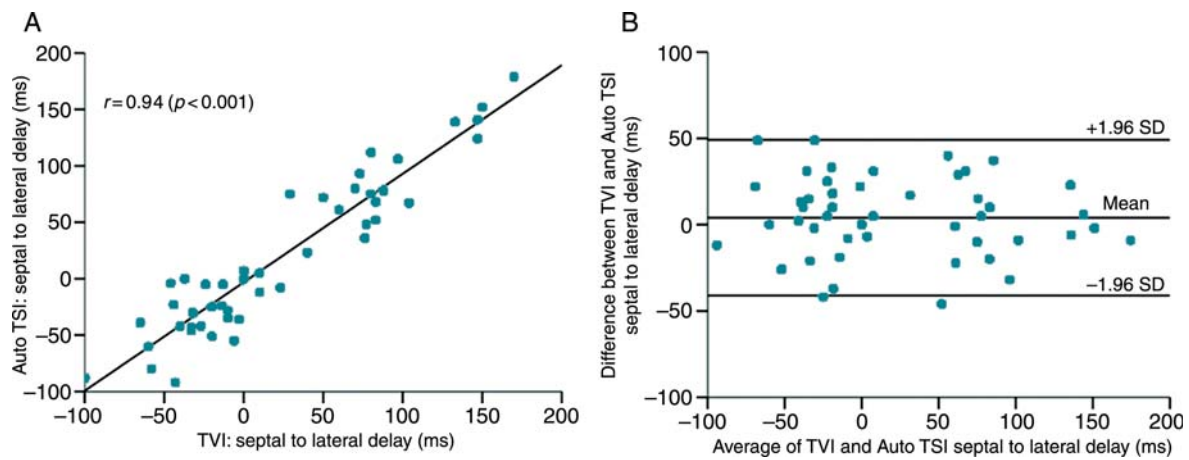 A
Auto TSI: septal to lateral delay (ms)
200
150
100
50
0
−50
−100
r=0.94 (p<0.001)
−100
−50
0
50
100
150
200
TVI: septal to lateral delay (ms)
B
Difference between TVI and Auto TSI
septal to lateral delay (ms)
100
50
0
−50
−100
+1.96 SD
Mean
−1.96 SD
−100
−50
0
50
100
150
200
Average of TVI and Auto TSI septal to lateral delay (ms)